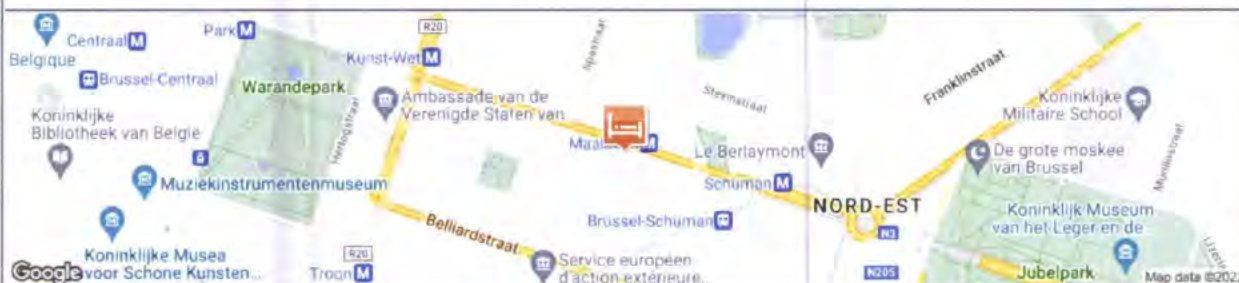 Belgique
Centraal M
Park M
R20
Kunst-Wet M
Brussel-Centraal
Warandepark
Koninklijke
Bibliotheek van België
Hertogstraat
Ambassade van de
Verenigde Staten van
Muziekinstrumentenmuseum
Koninklijke Musea
voor Schone Kunsten...
Google
R20
Troon M
Belliardstraat
Service européen
d'action extérieure...
Spastraat
Stevinstraat
M
Le Berlaymont
Schuman M
Brussel-Schuman
NORD-EST
N3
N205
Franklinstraat
Koninklijke
Militaire School
De grote moskee
van Brussel
Koninklijk Museum
van het Leger en de
Jubelpark
Map data ©202